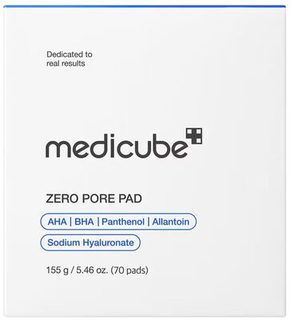 Dedicated to
real results
medicube
ZERO PORE PAD
AHA | BHA | Panthenol | Allantoin
Sodium Hyaluronate
155 g / 5.46 oz. (70 pads)